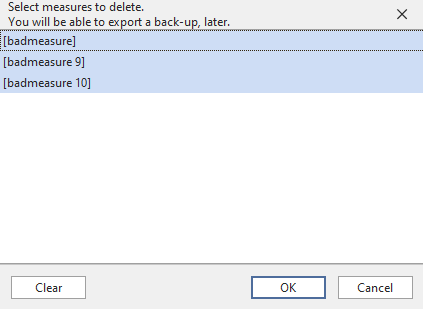 Select measures to delete.
You will be able to export a back-up, later.
[badmeasure]
[badmeasure 9]
[badmeasure 10]
Clear
OK
Cancel